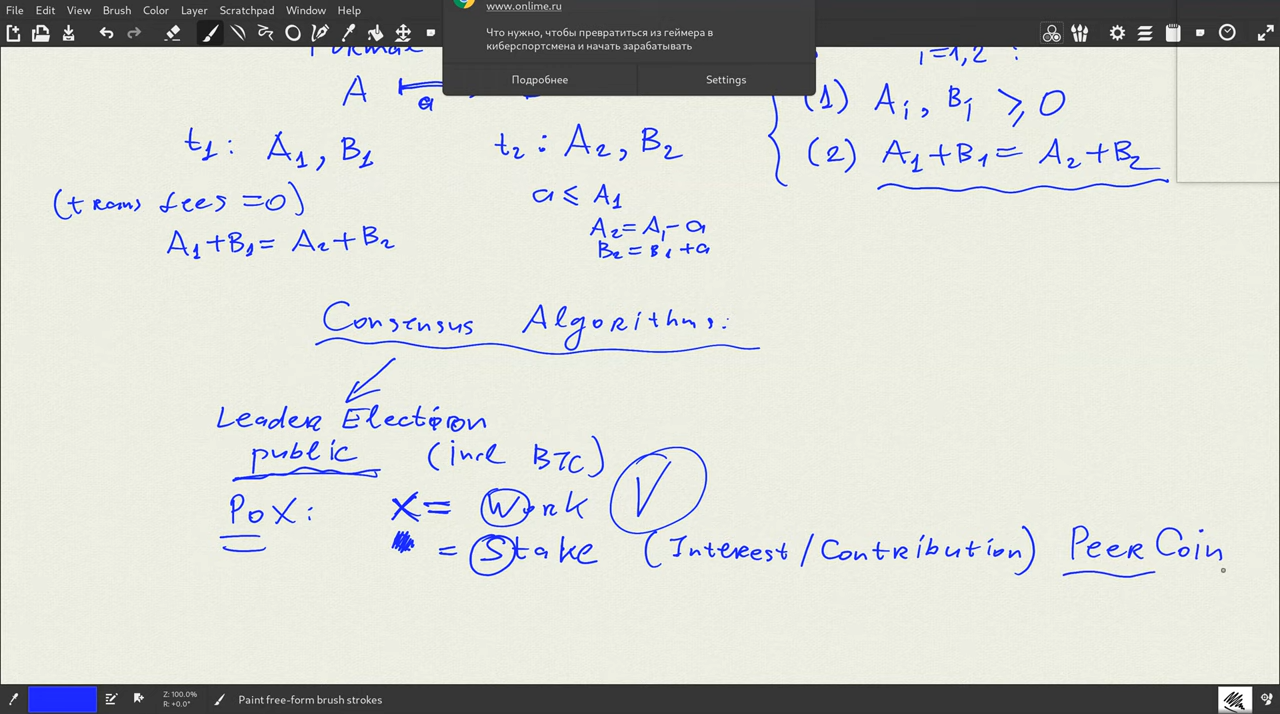 File Edit View Brush Color Layer Scratchpad Window Help
www.onlime.ru
Что нужно, чтобы превратиться из геймера в
киберспортсмена и начать зарабатывать
Подробнее Settings
i=1,2 :
A a
(1) Ai, Bi ⩾ 0
t1: A1, B1 t2: A2, B2
(2) A1+B1= A2+B2
(trans fees =0) a ≤ A1
A1+B1= A2+B2
A2= A1-a
B2= B1+a
Consensus Algorithms:
Leader Election
public (incl BTC)
PoX: X= Work V
= Stake (Interest/Contribution) PeerCoin
Z: 100.0%
R: +0.0°
Paint free-form brush strokes